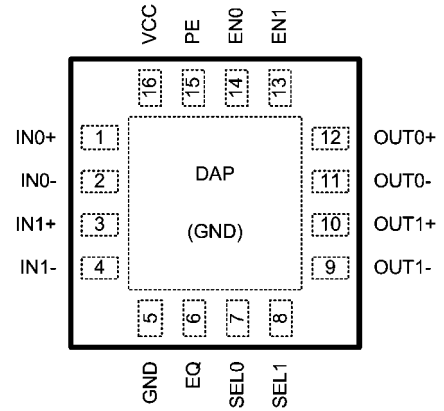 VCC PE EN0 EN1
16 15 14 13
IN0+ 1 12 OUT0+
IN0- 2 DAP 11 OUT0-
IN1+ 3 (GND) 10 OUT1+
IN1- 4 9 OUT1-
5 6 7 8
GND EQ SEL0 SEL1